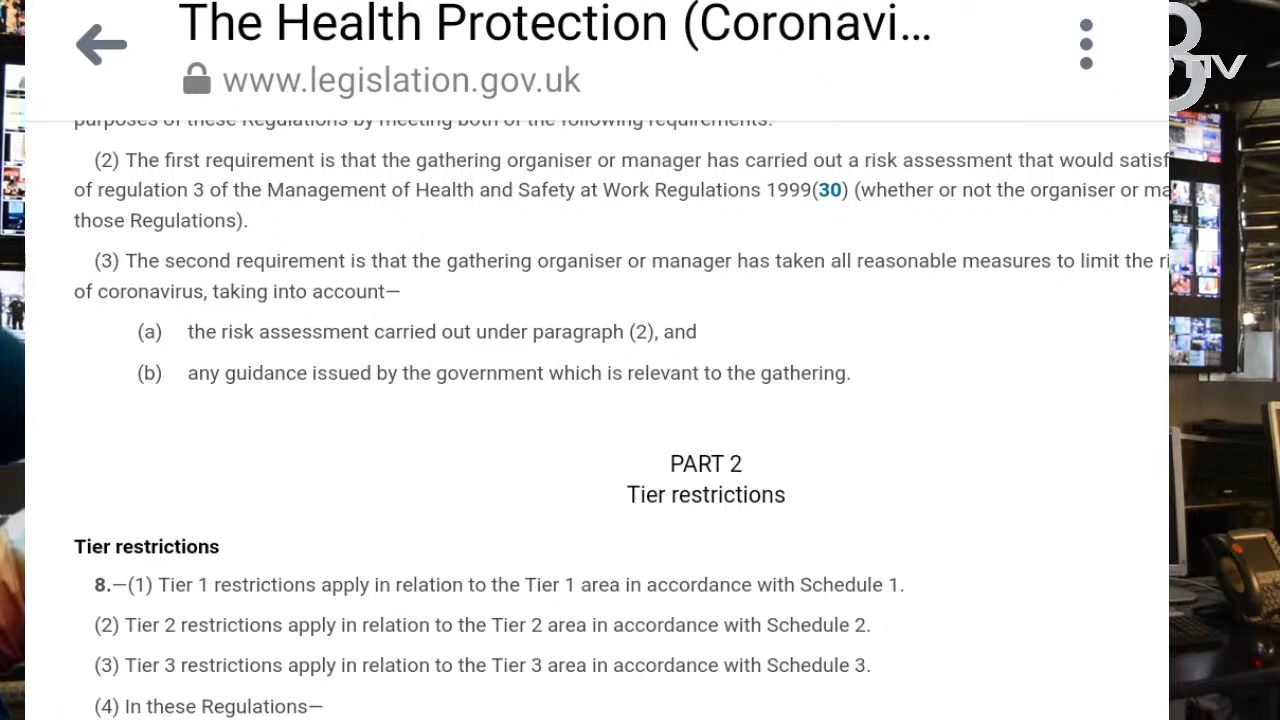 The Health Protection (Coronavi...
www.legislation.gov.uk
purposes of these Regulations by meeting both of the following requirements.
(2) The first requirement is that the gathering organiser or manager has carried out a risk assessment that would satisf
of regulation 3 of the Management of Health and Safety at Work Regulations 1999(30) (whether or not the organiser or ma
those Regulations).
(3) The second requirement is that the gathering organiser or manager has taken all reasonable measures to limit the ri
of coronavirus, taking into account—
(a) the risk assessment carried out under paragraph (2), and
(b) any guidance issued by the government which is relevant to the gathering.
PART 2
Tier restrictions
Tier restrictions
8.—(1) Tier 1 restrictions apply in relation to the Tier 1 area in accordance with Schedule 1.
(2) Tier 2 restrictions apply in relation to the Tier 2 area in accordance with Schedule 2.
(3) Tier 3 restrictions apply in relation to the Tier 3 area in accordance with Schedule 3.
(4) In these Regulations—